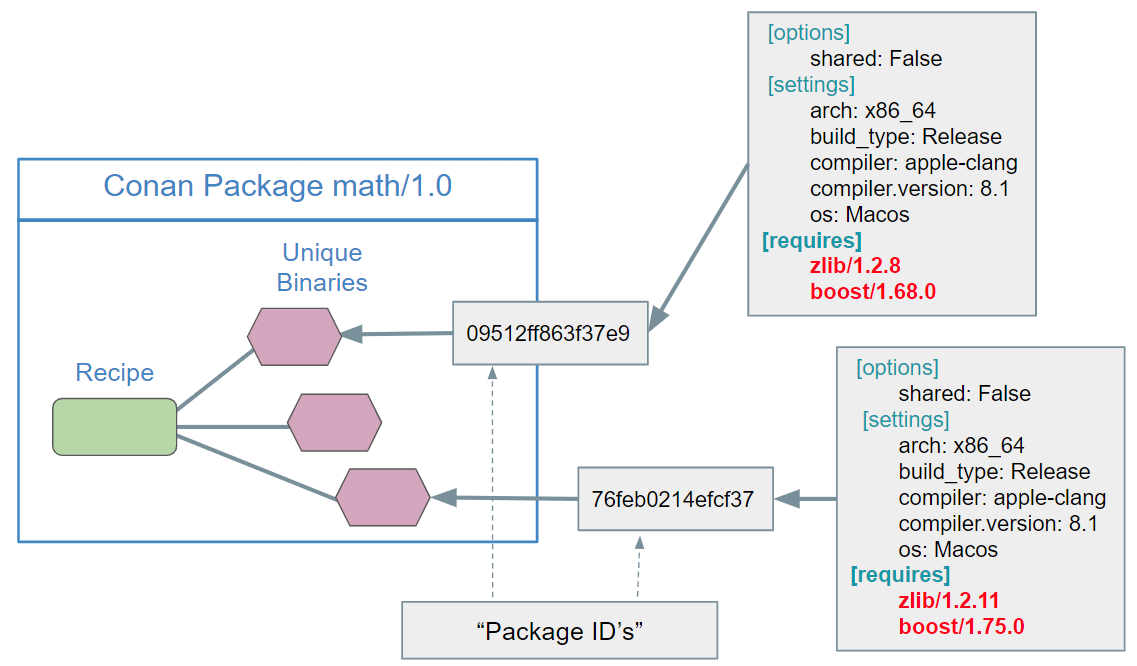 [options]
shared: False
[settings]
arch: x86_64
build_type: Release
compiler: apple-clang
compiler.version: 8.1
os: Macos
[requires]
zlib/1.2.8
boost/1.68.0
Conan Package math/1.0
Unique
Binaries
09512ff863f37e9
Recipe
[options]
shared: False
[settings]
arch: x86_64
build_type: Release
compiler: apple-clang
compiler.version: 8.1
os: Macos
[requires]
zlib/1.2.11
boost/1.75.0
76feb0214efcf37
“Package ID’s”